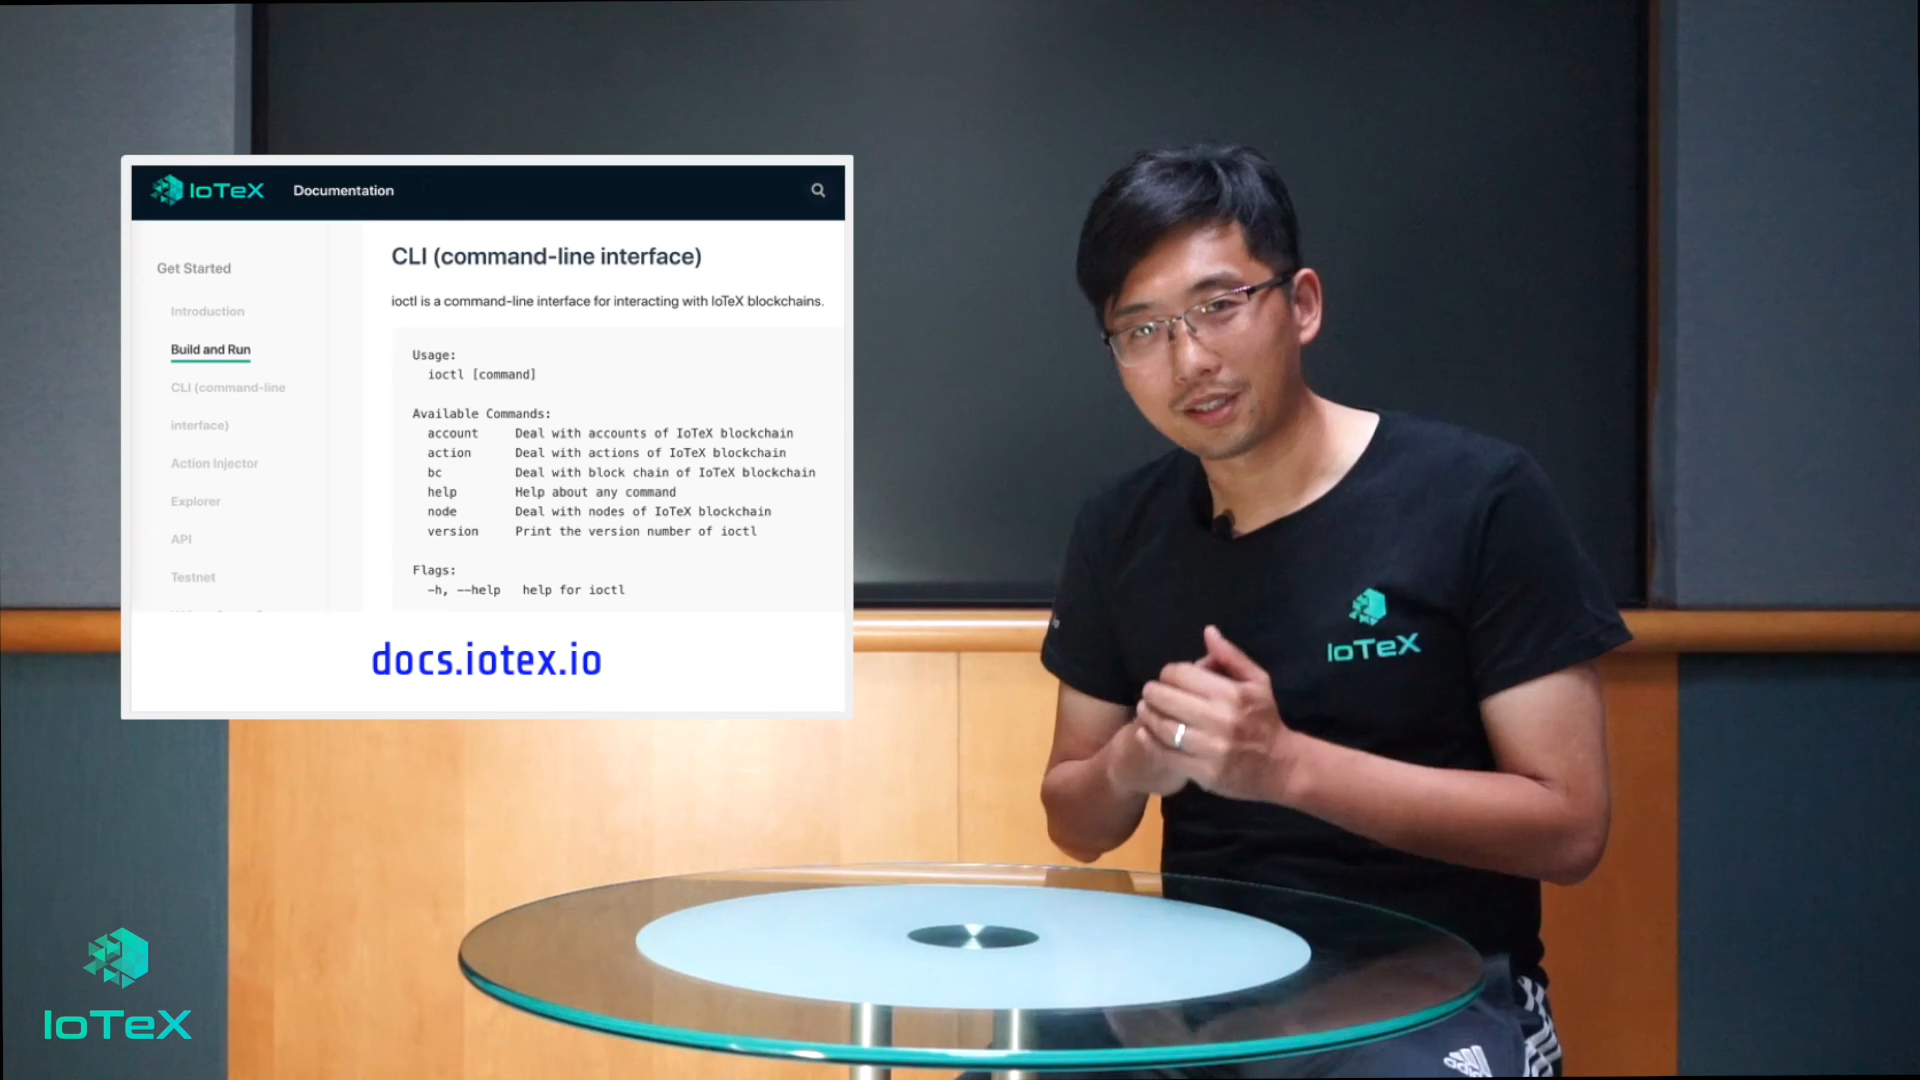 IoTeX Documentation
Get Started
Introduction
Build and Run
CLI (command-line
interface)
Action Injector
Explorer
API
Testnet
CLI (command-line interface)
ioctl is a command-line interface for interacting with IoTeX blockchains.
Usage:
ioctl [command]
Available Commands:
account Deal with accounts of IoTeX blockchain
action Deal with actions of IoTeX blockchain
bc Deal with block chain of IoTeX blockchain
help Help about any command
node Deal with nodes of IoTeX blockchain
version Print the version number of ioctl
Flags:
-h, --help help for ioctl
docs.iotex.io
IoTeX
IoTeX
adidas